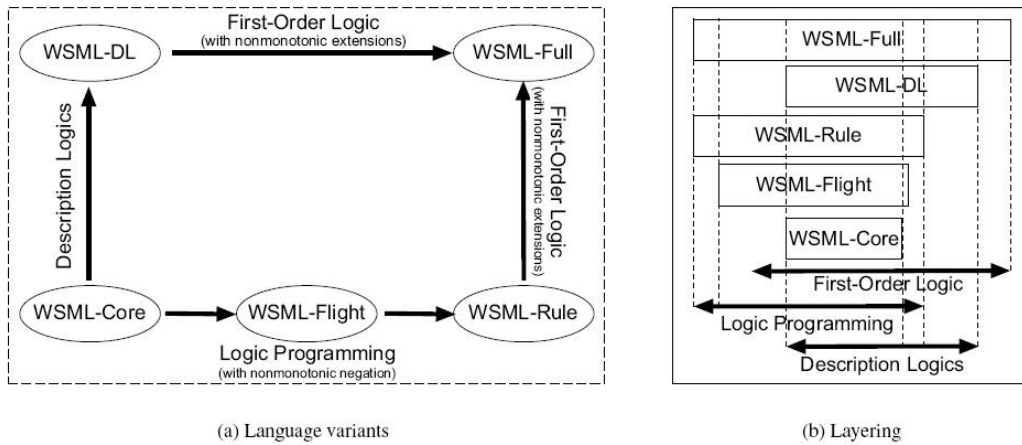 First-Order Logic
(with nonmonotonic extensions)
WSML-DL
WSML-Full
Description Logics
First-Order Logic
(with nonmonotonic extensions)
WSML-Core
WSML-Flight
WSML-Rule
Logic Programming
(with nonmonotonic negation)
(a) Language variants
WSML-Full
WSML-DL
WSML-Rule
WSML-Flight
WSML-Core
First-Order Logic
Logic Programming
Description Logics
(b) Layering